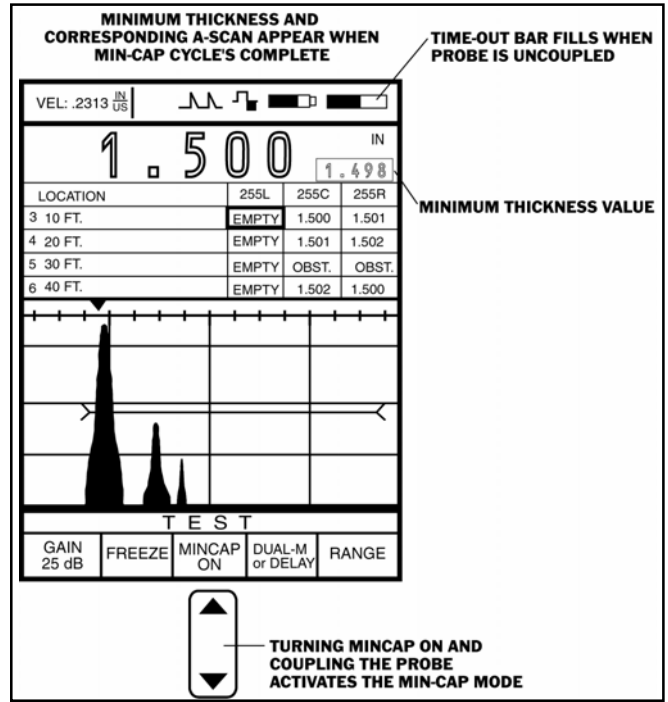 MINIMUM THICKNESS AND
CORRESPONDING A-SCAN APPEAR WHEN
MIN-CAP CYCLE'S COMPLETE
TIME-OUT BAR FILLS WHEN
PROBE IS UNCOUPLED
VEL: .2313 IN/US
1.500 IN
1.498
MINIMUM THICKNESS VALUE
LOCATION 255L 255C 255R
3 10 FT. EMPTY 1.500 1.501
4 20 FT. EMPTY 1.501 1.502
5 30 FT. EMPTY OBST. OBST.
6 40 FT. EMPTY 1.502 1.500
TEST
GAIN 25 dB FREEZE MINCAP ON DUAL-M or DELAY RANGE
TURNING MINCAP ON AND
COUPLING THE PROBE
ACTIVATES THE MIN-CAP MODE